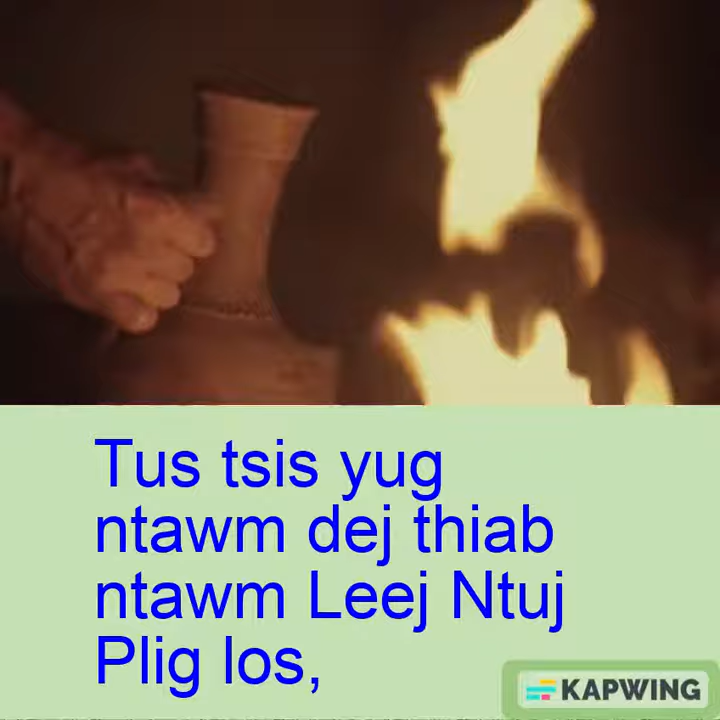 Tus tsis yug
ntawm dej thiab
ntawm Leej Ntuj
Plig los,
KAPWING